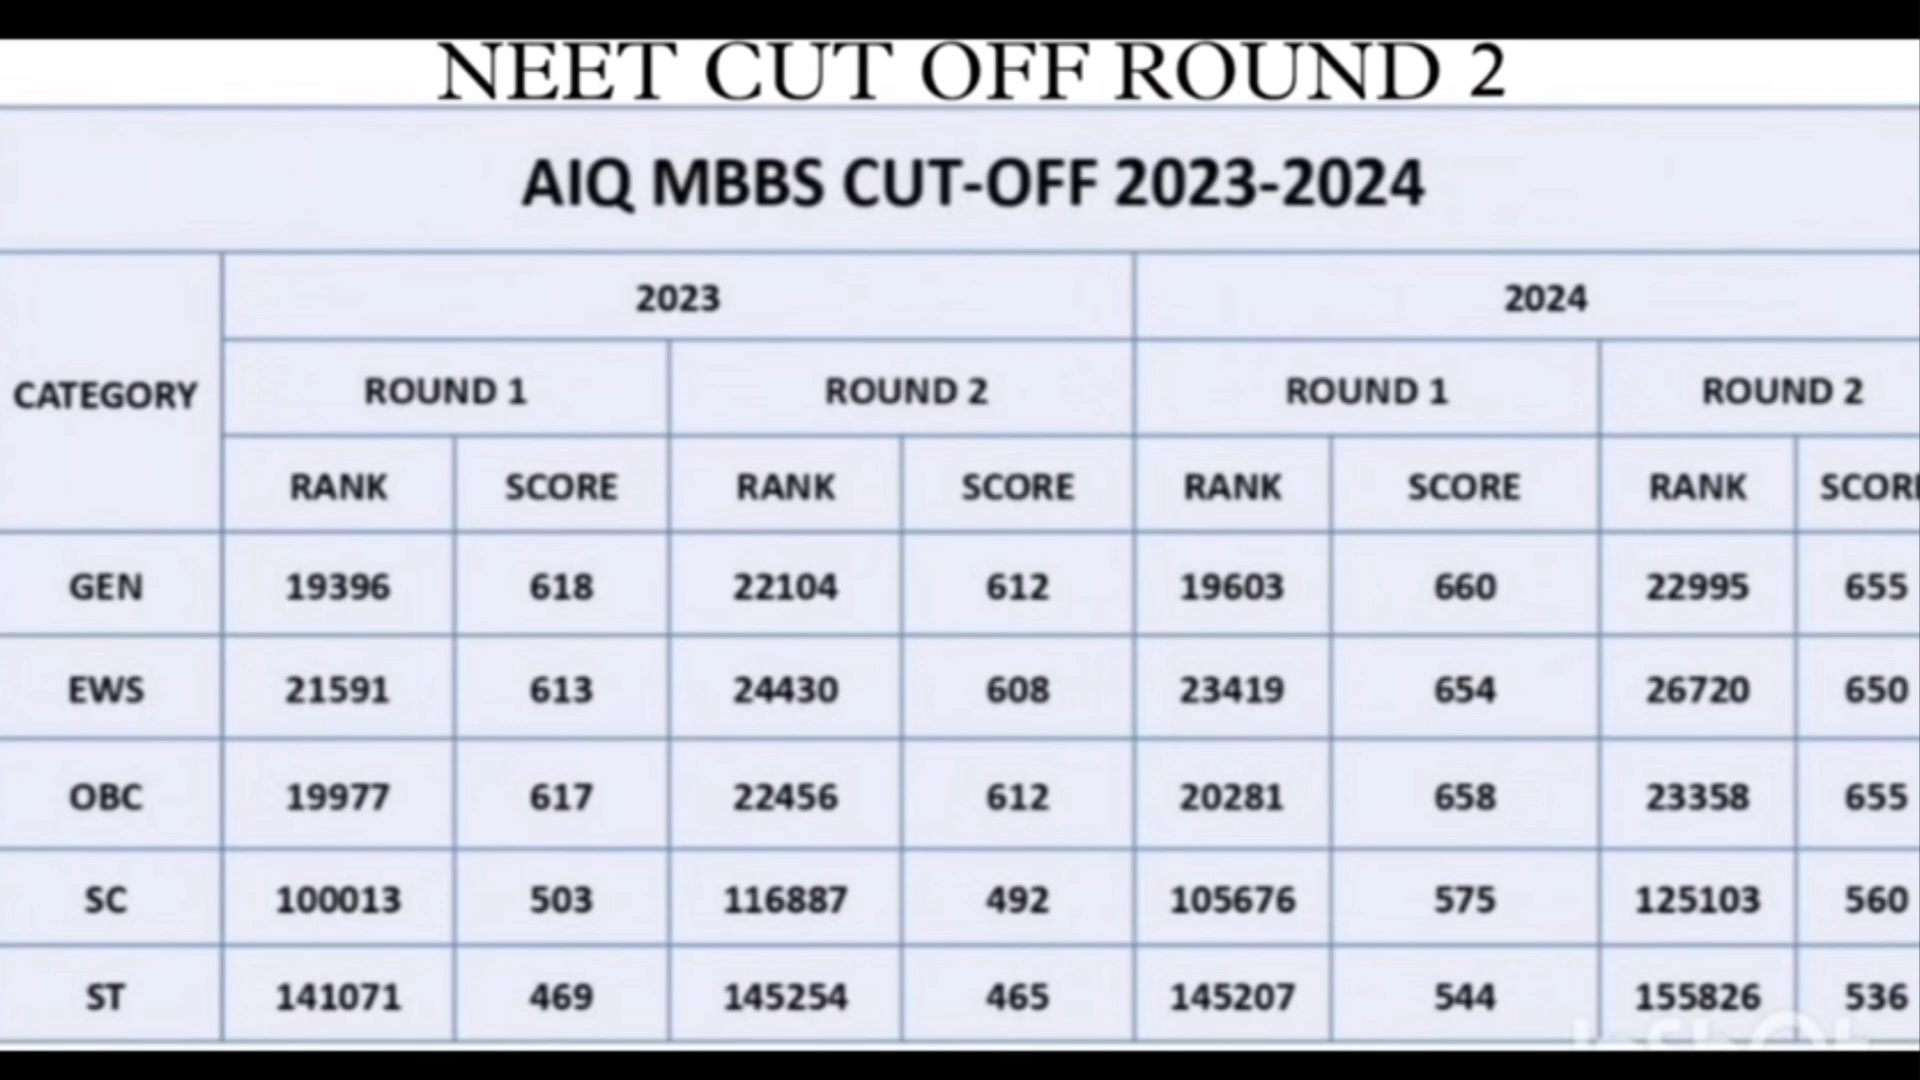 NEET CUT OFF ROUND 2
AIQ MBBS CUT-OFF 2023-2024
CATEGORY 2023 2024
ROUND 1 ROUND 2 ROUND 1 ROUND 2
RANK SCORE RANK SCORE RANK SCORE RANK SCORE
GEN 19396 618 22104 612 19603 660 22995 655
EWS 21591 613 24430 608 23419 654 26720 650
OBC 19977 617 22456 612 20281 658 23358 655
SC 100013 503 116887 492 105676 575 125103 560
ST 141071 469 145254 465 145207 544 155826 536